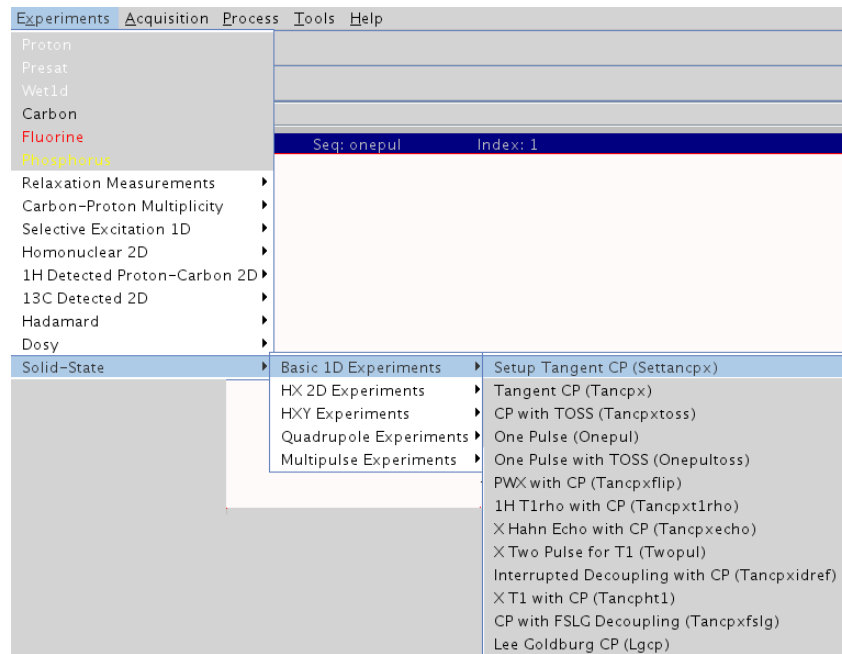 Experiments Acquisition Process Tools Help
Proton
Presat
Wet1d
Carbon
Fluorine
Phosphorus
Seq: onepul Index: 1
Relaxation Measurements
Carbon-Proton Multiplicity
Selective Excitation 1D
Homonuclear 2D
1H Detected Proton-Carbon 2D
13C Detected 2D
Hadamard
Dosy
Solid-State
Basic 1D Experiments
HX 2D Experiments
HXY Experiments
Quadrupole Experiments
Multipulse Experiments
Setup Tangent CP (Settancpx)
Tangent CP (Tancpx)
CP with TOSS (Tancpxtoss)
One Pulse (Onepul)
One Pulse with TOSS (Onepultoss)
PWX with CP (Tancpxflip)
1H T1rho with CP (Tancpxt1rho)
X Hahn Echo with CP (Tancpxecho)
X Two Pulse for T1 (Twopul)
Interrupted Decoupling with CP (Tancpxidref)
X T1 with CP (Tancpht1)
CP with FSLG Decoupling (Tancpxfslg)
Lee Goldburg CP (Lgcp)